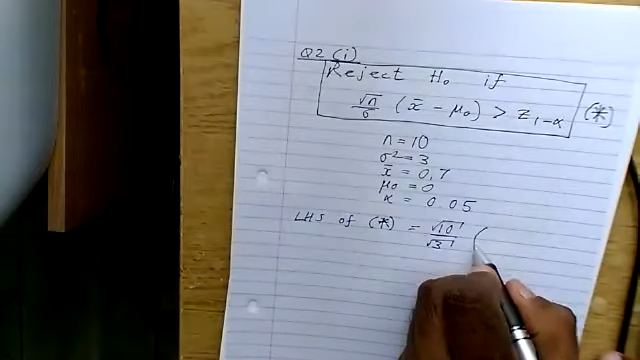 Q2 (i)
Reject H₀ if
√n/σ (x̄ − μ₀) > z₁₋α (*)
n = 10
σ² = 3
x̄ = 0,7
μ₀ = 0
α = 0.05
LHS of (*) = √10/√3 (